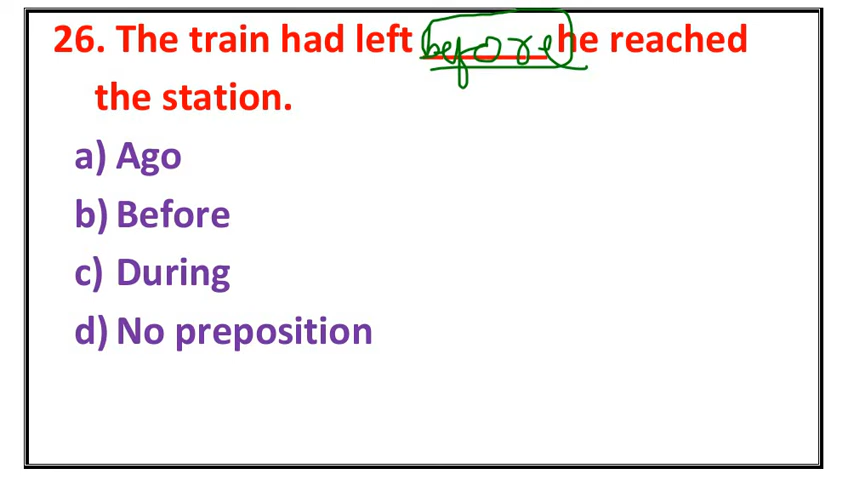 26. The train had left before he reached
the station.
a) Ago
b) Before
c) During
d) No preposition